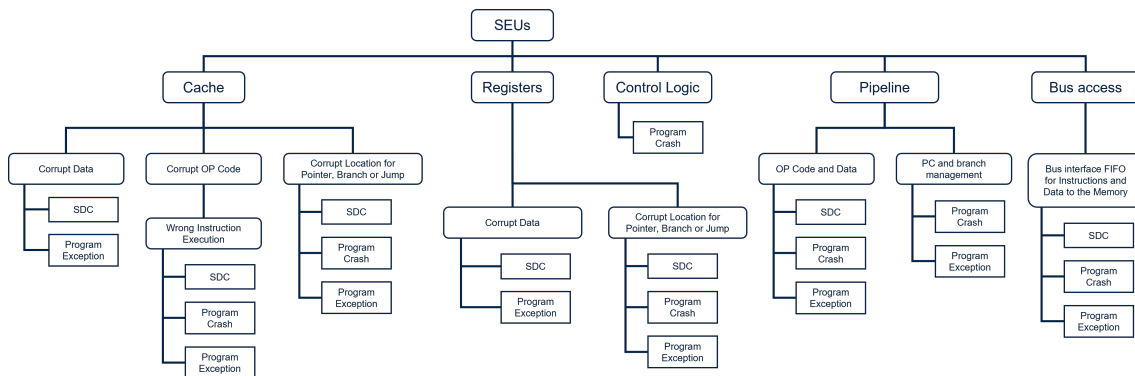 SEUs
Cache
Registers
Control Logic
Pipeline
Bus access
Corrupt Data
SDC
Program
Exception
Corrupt OP Code
Wrong Instruction
Execution
SDC
Program
Crash
Program
Exception
Corrupt Location for
Pointer, Branch or Jump
SDC
Program
Crash
Program
Exception
Corrupt Data
SDC
Program
Exception
Corrupt Location for
Pointer, Branch or Jump
SDC
Program
Crash
Program
Exception
Program
Crash
OP Code and Data
SDC
Program
Crash
Program
Exception
PC and branch
management
Program
Crash
Program
Exception
Bus interface FIFO
for Instructions and
Data to the Memory
SDC
Program
Crash
Program
Exception